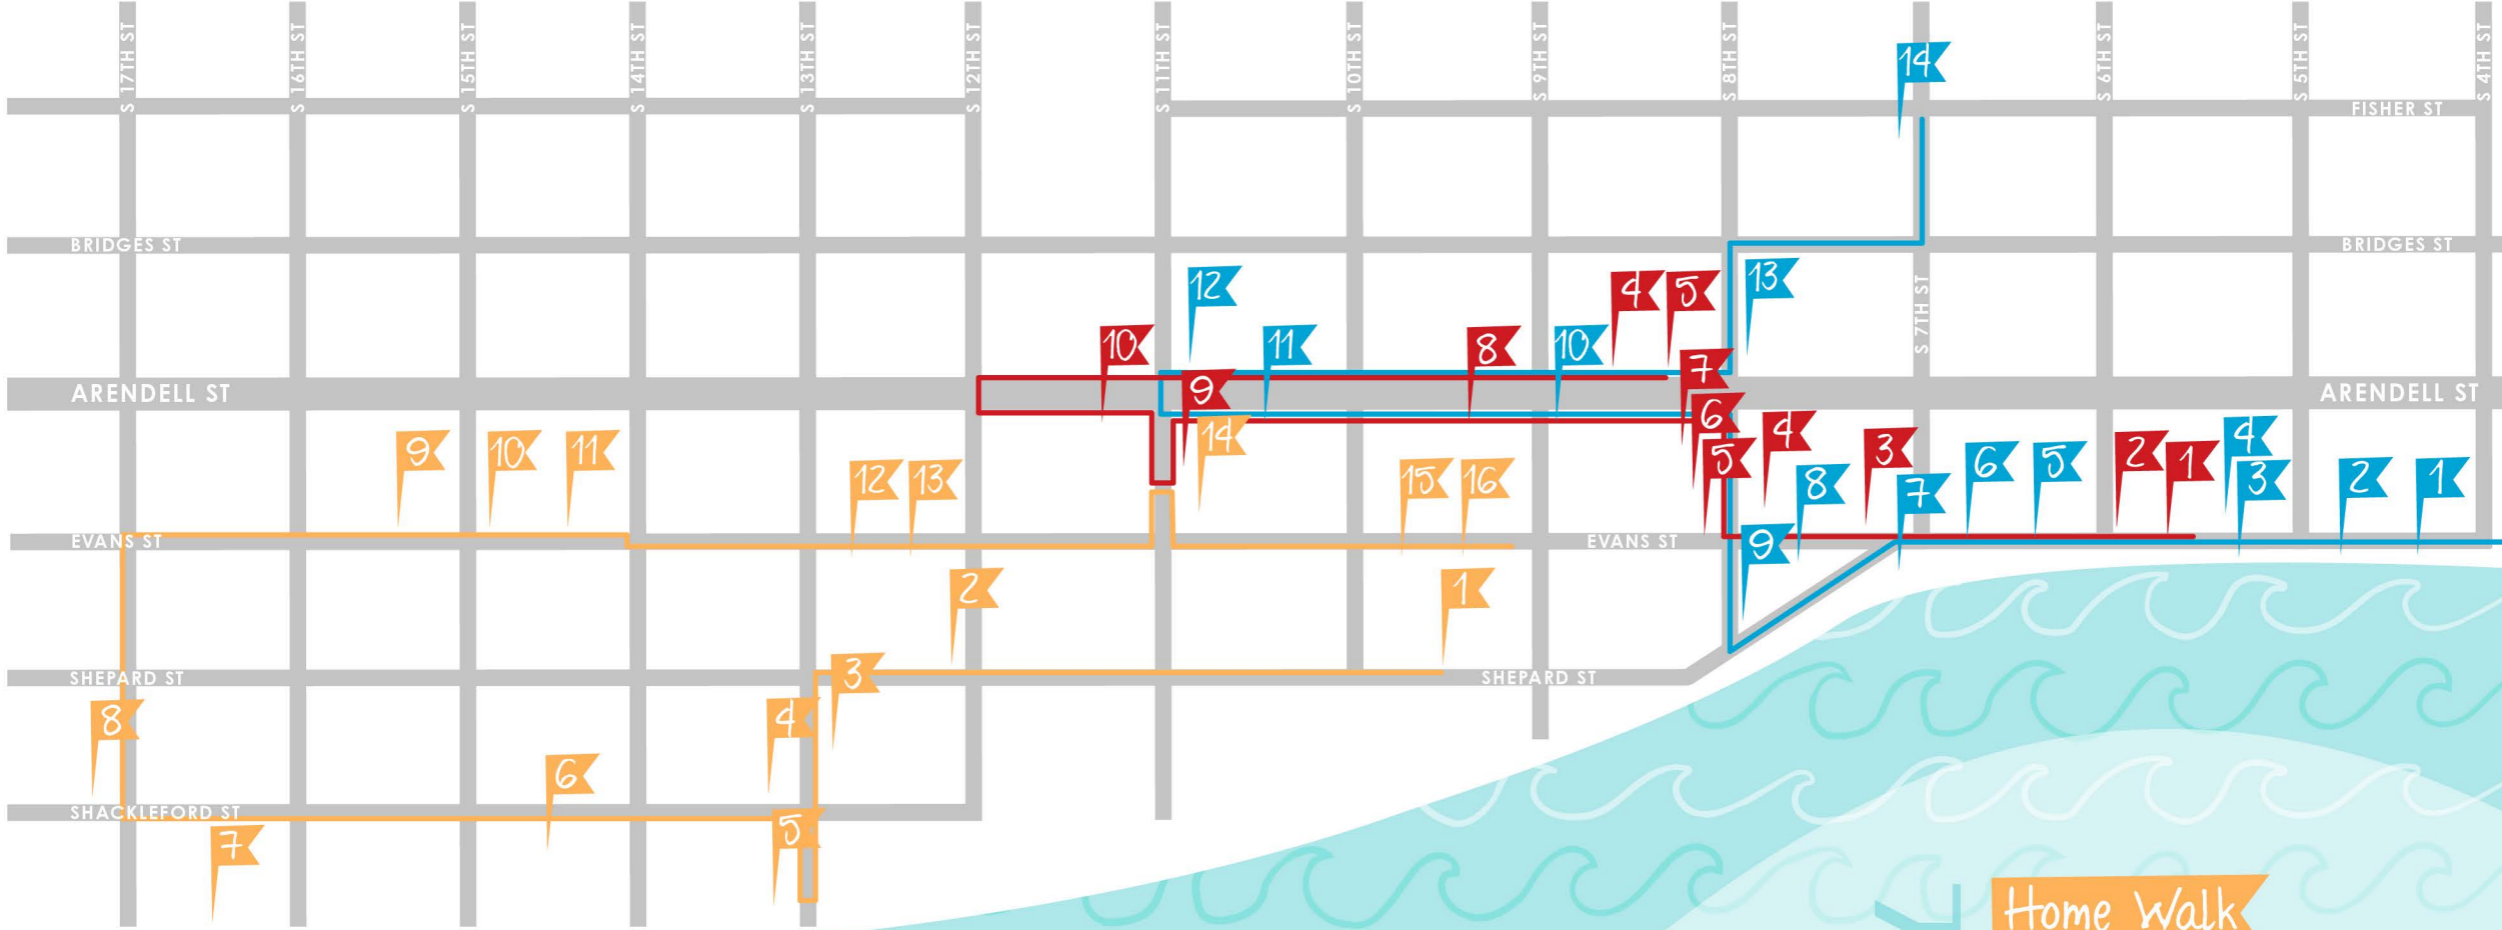 S 17TH ST
S 16TH ST
S 15TH ST
S 14TH ST
S 13TH ST
S 12TH ST
S 11TH ST
S 10TH ST
S 9TH ST
S 8TH ST
14
S 6TH ST
S 5TH ST
S 4TH ST
FISHER ST
BRIDGES ST
BRIDGES ST
12
4
5
13
S 7TH ST
10
11
8
10
7
ARENDELL ST
9
6
ARENDELL ST
9
10
11
14
5
4
3
6
5
2
1
4
12
13
15
16
8
7
3
2
1
EVANS ST
EVANS ST
9
2
1
SHEPARD ST
3
SHEPARD ST
8
4
6
SHACKLEFORD ST
7
5
Home Walk